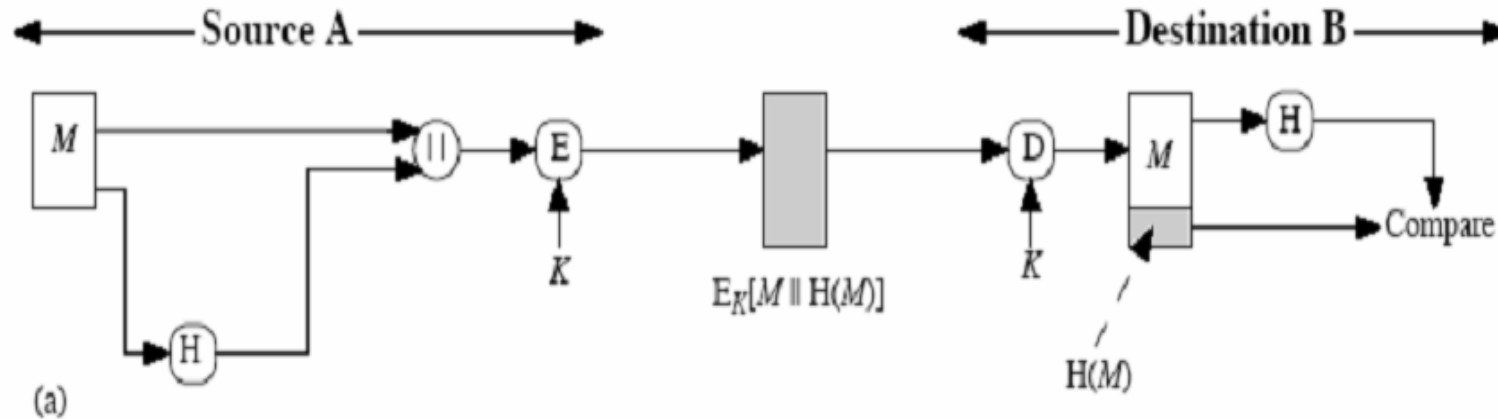 Source A
Destination B
M
||
E
D
M
H
K
K
Compare
E_K[M || H(M)]
H
H(M)
(a)